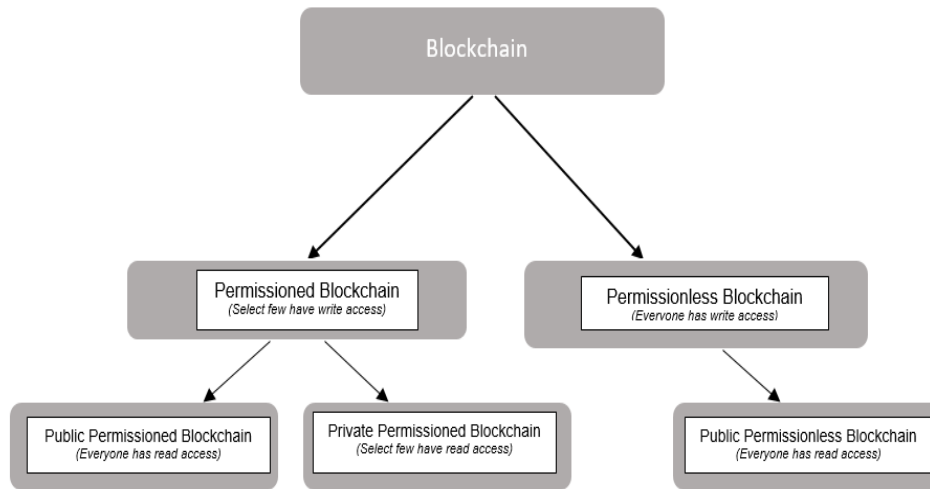 Blockchain
Permissioned Blockchain
(Select few have write access)
Permissionless Blockchain
(Everyone has write access)
Public Permissioned Blockchain
(Everyone has read access)
Private Permissioned Blockchain
(Select few have read access)
Public Permissionless Blockchain
(Everyone has read access)